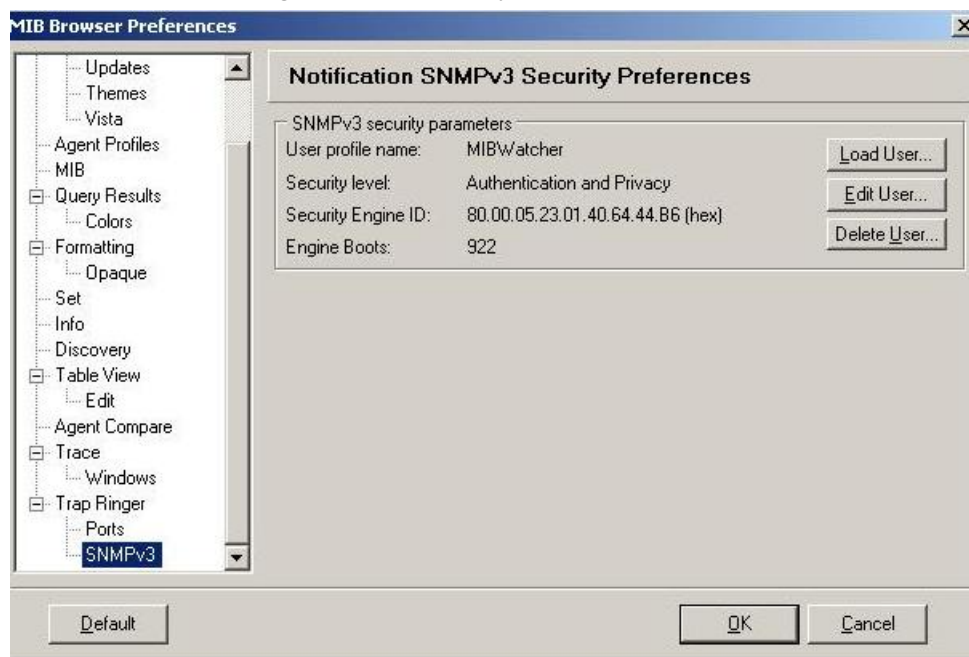 MIB Browser Preferences
Updates
Themes
Vista
Agent Profiles
MIB
Query Results
Colors
Formatting
Opaque
Set
Info
Discovery
Table View
Edit
Agent Compare
Trace
Windows
Trap Ringer
Ports
SNMPv3
Notification SNMPv3 Security Preferences
SNMPv3 security parameters
User profile name: MIBWatcher
Security level: Authentication and Privacy
Security Engine ID: 80.00.05.23.01.40.64.44.B6 (hex)
Engine Boots: 922
Load User...
Edit User...
Delete User...
Default
OK
Cancel